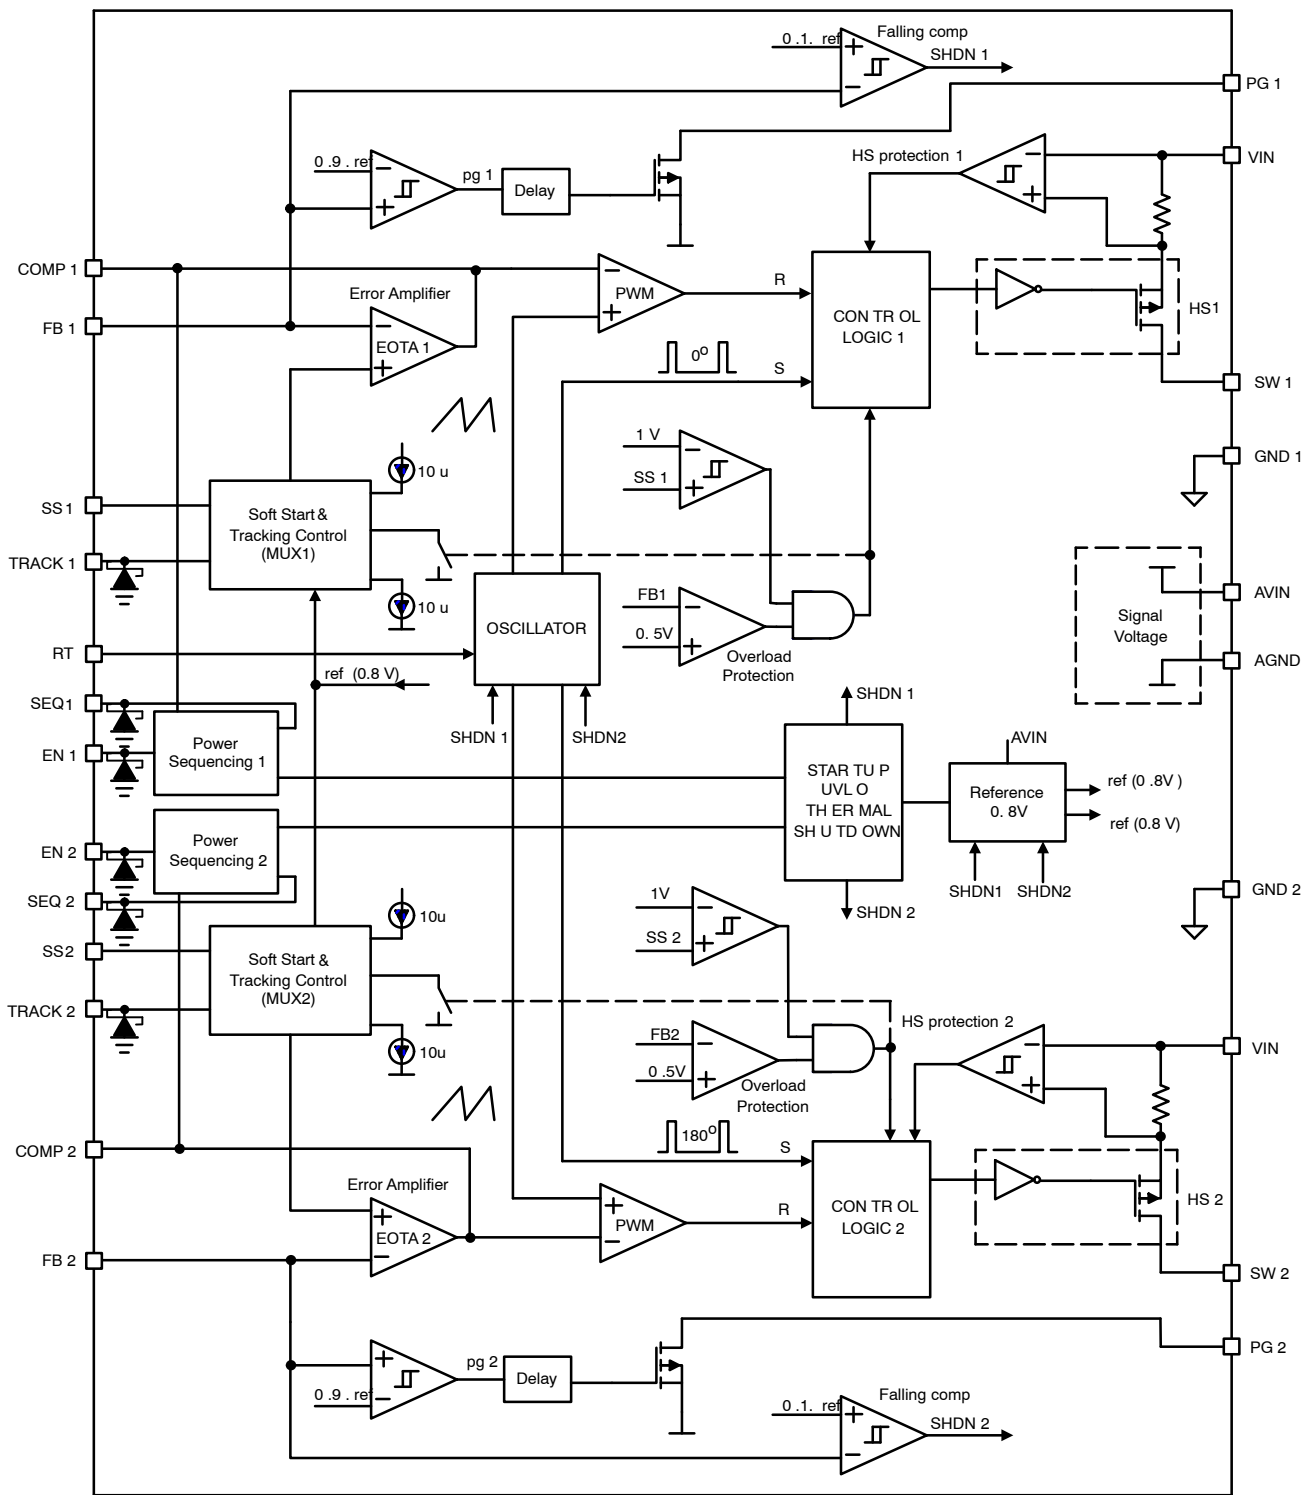 0 .1. ref
Falling comp
SHDN 1
PG 1
0 .9 . ref
pg 1
Delay
HS protection 1
VIN
COMP 1
Error Amplifier
FB 1
EOTA 1
PWM
R
CON TR OL
LOGIC 1
HS1
0º
S
SW 1
10 u
1 V
SS 1
GND 1
SS 1
Soft Start &
Tracking Control
(MUX1)
TRACK 1
10 u
OSCILLATOR
FB1
0. 5V
Overload
Protection
Signal
Voltage
AVIN
AGND
RT
ref (0.8 V)
SEQ1
EN 1
Power
Sequencing 1
SHDN 1
SHDN2
SHDN 1
STAR TU P
UVL O
TH ER MAL
SH U TD OWN
AVIN
Reference
0. 8V
ref (0 .8V )
ref (0.8 V)
SHDN1
SHDN2
SHDN 2
EN 2
Power
Sequencing 2
SEQ 2
GND 2
10u
1V
SS 2
SS2
Soft Start &
Tracking Control
(MUX2)
TRACK 2
10u
FB2
0 .5V
Overload
Protection
HS protection 2
VIN
180º
S
COMP 2
Error Amplifier
EOTA 2
PWM
R
CON TR OL
LOGIC 2
HS 2
FB 2
SW 2
pg 2
Delay
0 .9 . ref
PG 2
0 .1. ref
Falling comp
SHDN 2